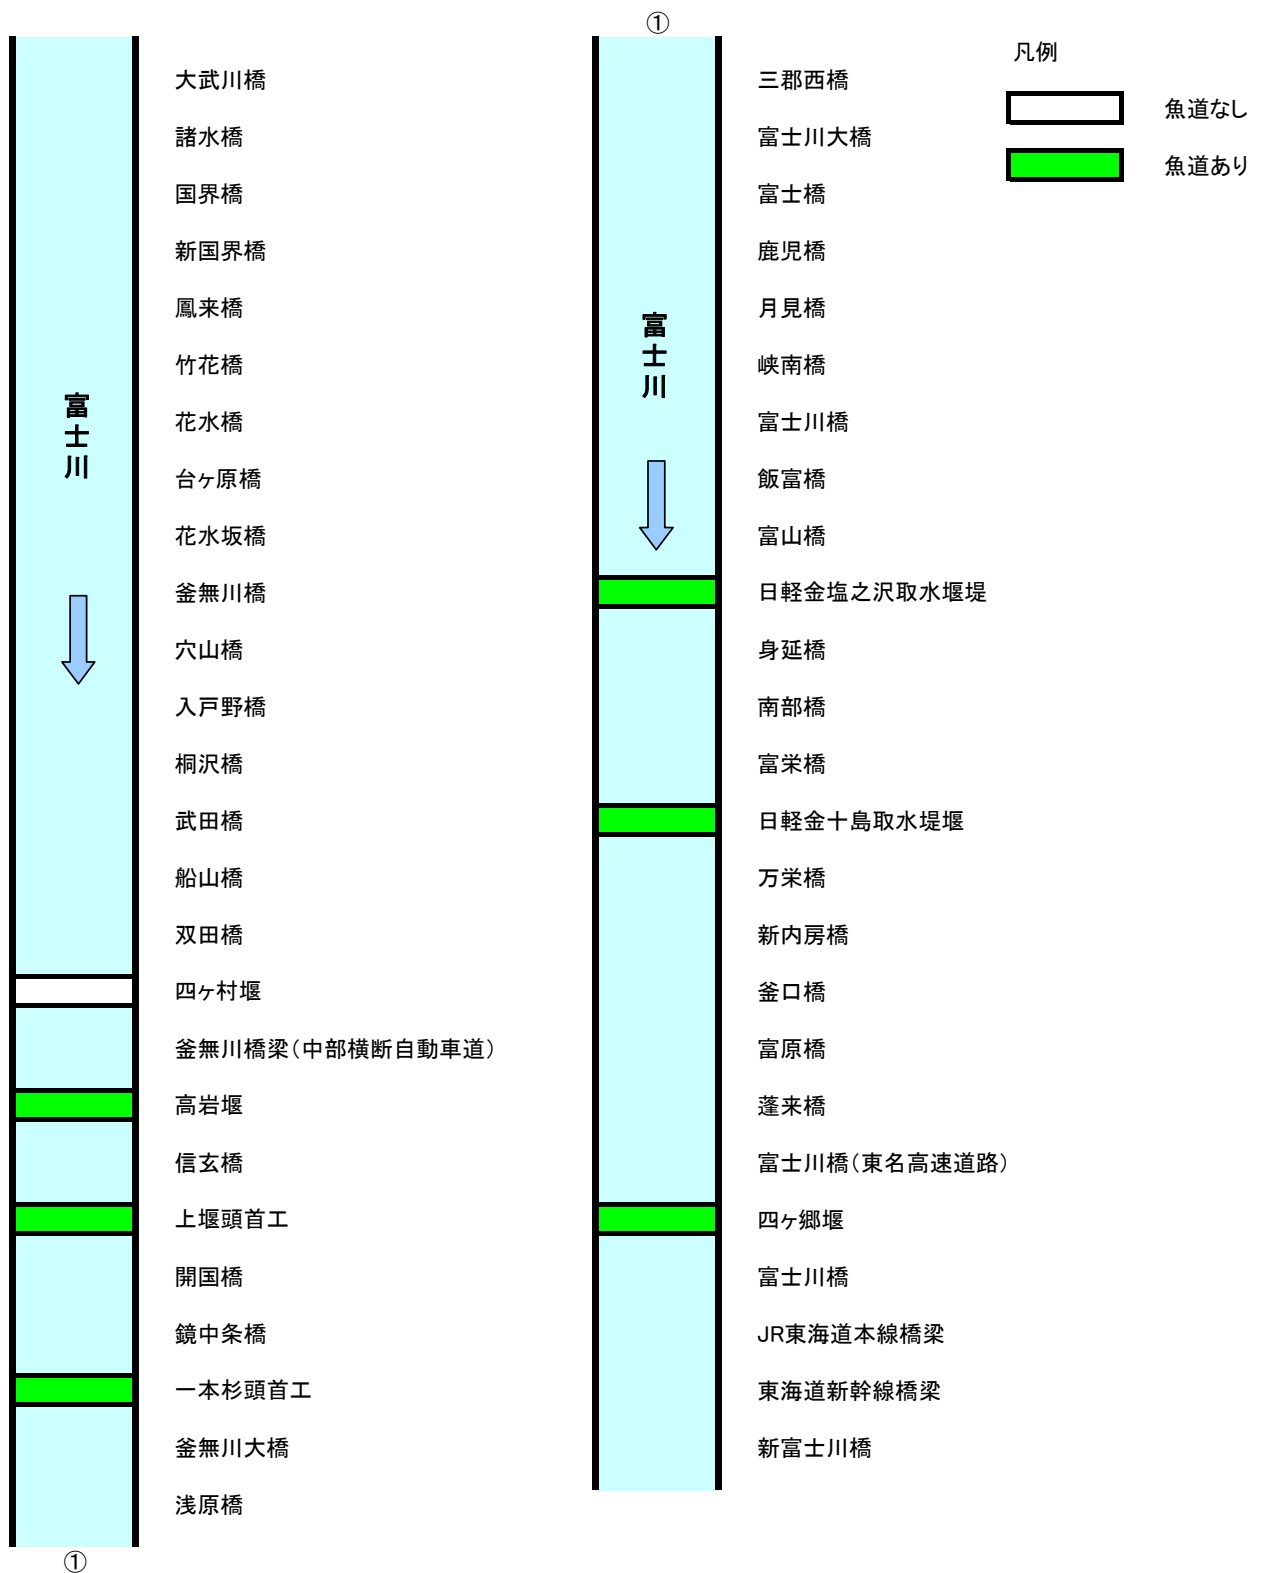 大武川橋
諸水橋
国界橋
新国界橋
鳳来橋
竹花橋
花水橋
台ヶ原橋
花水坂橋
釜無川橋
穴山橋
入戸野橋
桐沢橋
武田橋
船山橋
双田橋
四ヶ村堰
釜無川橋梁（中部横断自動車道）
高岩堰
信玄橋
上堰頭首工
開国橋
鏡中条橋
一本杉頭首工
釜無川大橋
浅原橋
富士川
①
①
三郡西橋
富士川大橋
富士橋
鹿児橋
月見橋
峡南橋
富士川橋
飯富橋
富山橋
日軽金塩之沢取水堰堤
身延橋
南部橋
富栄橋
日軽金十島取水堤堰
万栄橋
新内房橋
釜口橋
富原橋
蓬来橋
富士川橋（東名高速道路）
四ヶ郷堰
富士川橋
JR東海道本線橋梁
東海道新幹線橋梁
新富士川橋
富士川
凡例
魚道なし
魚道あり